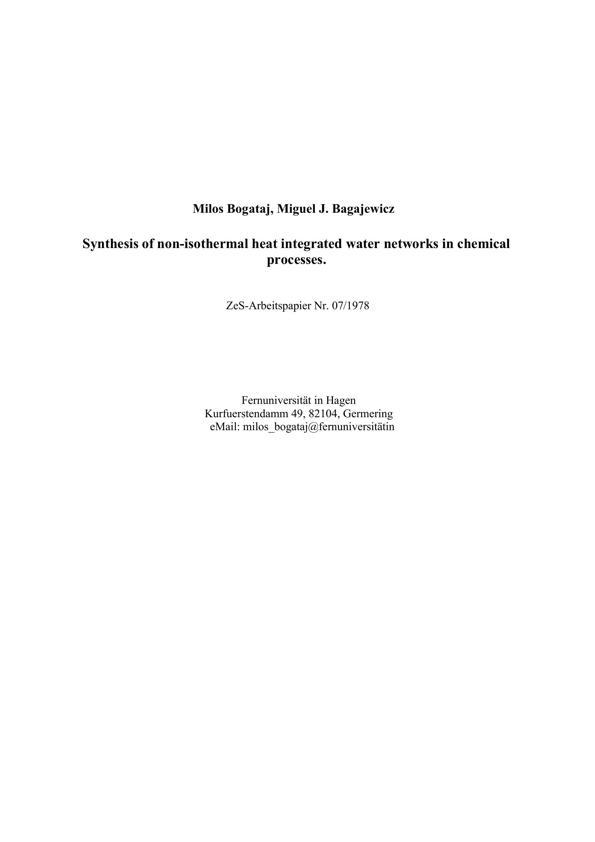 Milos Bogataj, Miguel J. Bagajewicz
Synthesis of non-isothermal heat integrated water networks in chemical
processes.
ZeS-Arbeitspapier Nr. 07/1978
Fernuniversität in Hagen
Kurfuerstendamm 49, 82104, Germering
eMail: milos_bogataj@fernuniversitätin